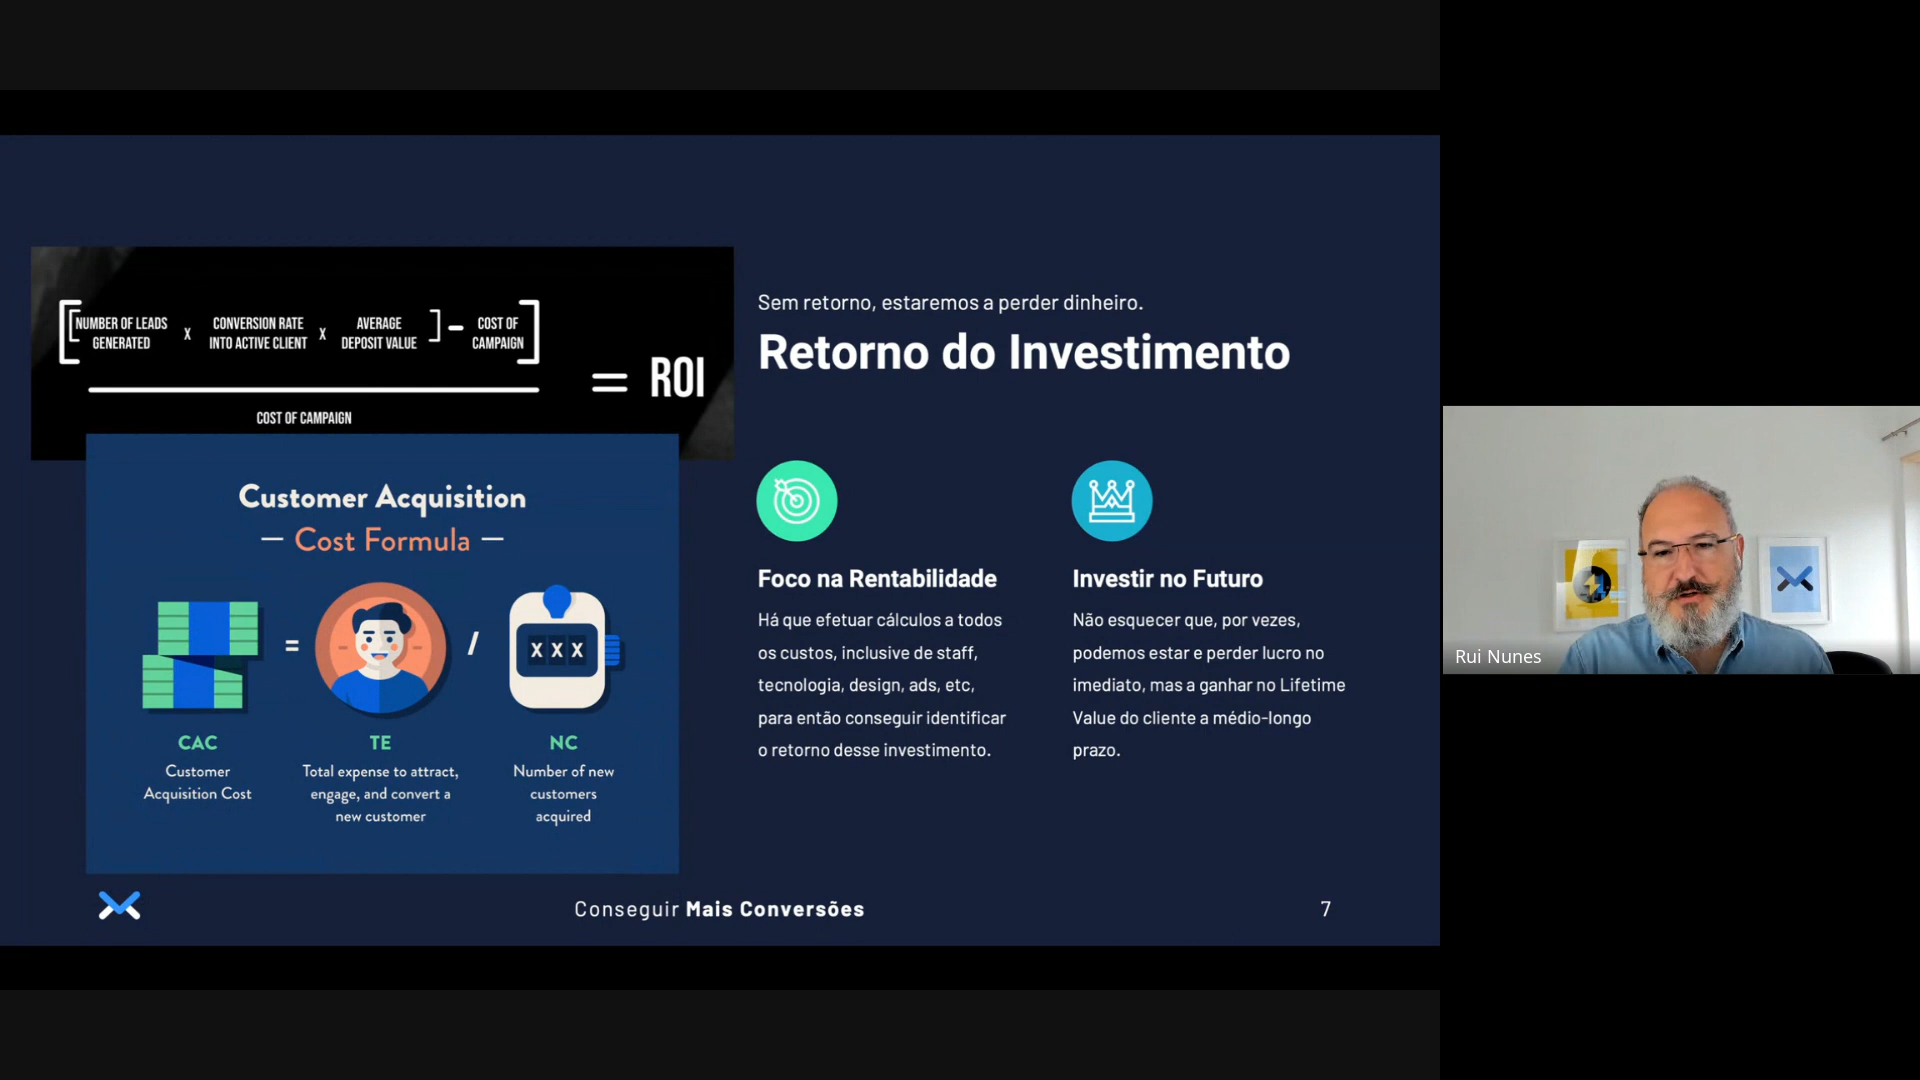 [[NUMBER OF LEADS GENERATED x CONVERSION RATE INTO ACTIVE CLIENT x AVERAGE DEPOSIT VALUE] - COST OF CAMPAIGN]
COST OF CAMPAIGN
= ROI
Customer Acquisition
— Cost Formula —
= / X X X
CAC
Customer
Acquisition Cost
TE
Total expense to attract,
engage, and convert a
new customer
NC
Number of new
customers
acquired
Sem retorno, estaremos a perder dinheiro.
Retorno do Investimento
Foco na Rentabilidade
Há que efetuar cálculos a todos
os custos, inclusive de staff,
tecnologia, design, ads, etc,
para então conseguir identificar
o retorno desse investimento.
Investir no Futuro
Não esquecer que, por vezes,
podemos estar e perder lucro no
imediato, mas a ganhar no Lifetime
Value do cliente a médio-longo
prazo.
Conseguir Mais Conversões
7
Rui Nunes